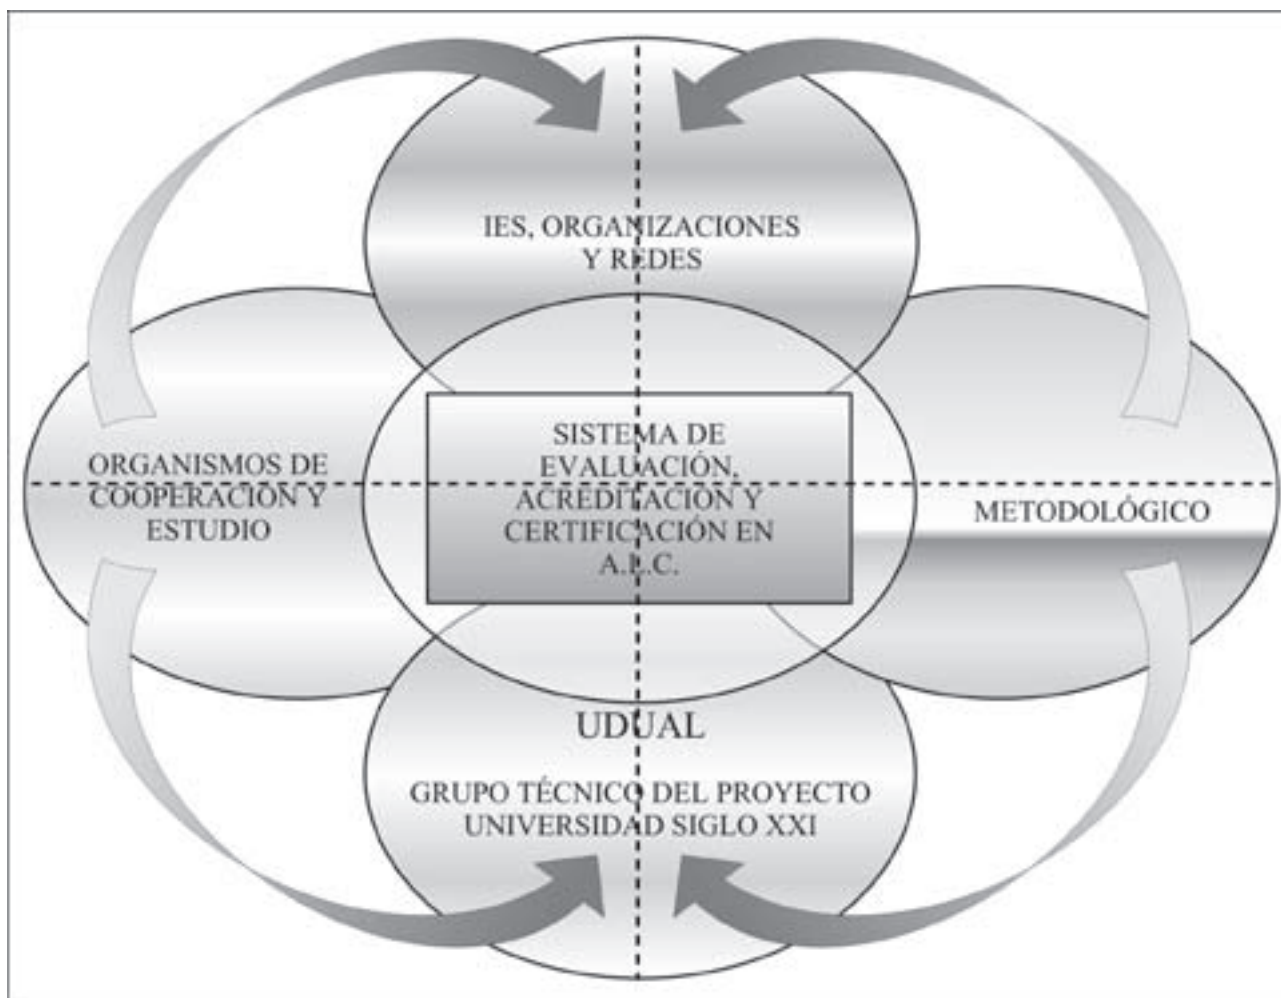 IES, ORGANIZACIONES
Y REDES
ORGANISMOS DE
COOPERACIÓN Y
ESTUDIO
SISTEMA DE
EVALUACIÓN,
ACREDITACIÓN Y
CERTIFICACIÓN EN
A.L.C.
METODOLÓGICO
UDUAL
GRUPO TÉCNICO DEL PROYECTO
UNIVERSIDAD SIGLO XXI